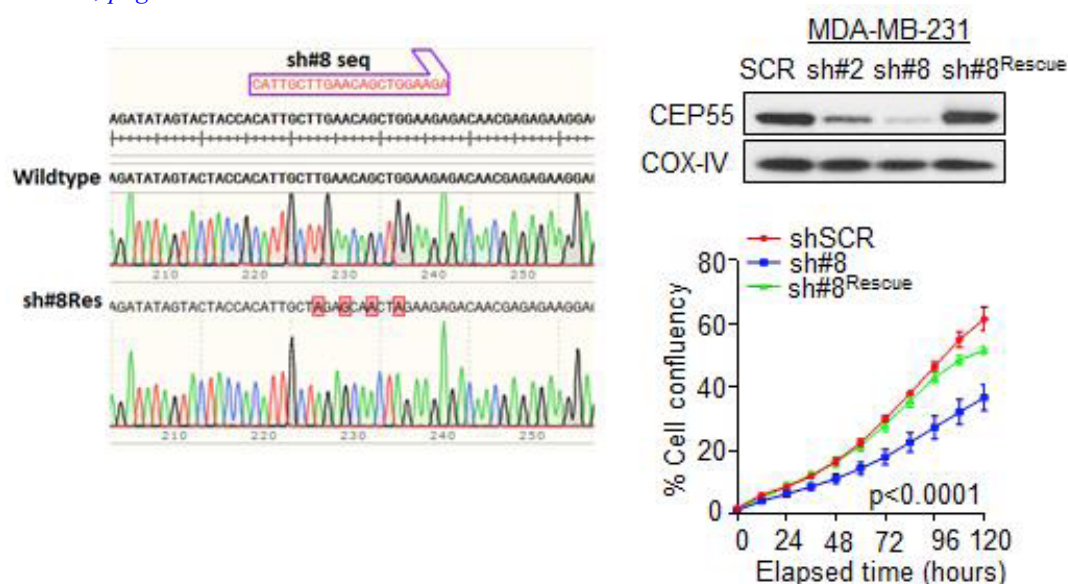 sh#8 seq
CATTGCTTGAACAGCTGGAAGA
AGATATAGTACTACCACATTGCTTGAACAGCTGGAAGAGACAACGAGAGAAGGA
Wildtype AGATATAGTACTACCACATTGCTTGAACAGCTGGAAGAGACAACGAGAGAAGGA
210 220 230 240 250
sh#8Res AGATATAGTACTACCACATTGCTAGAGCAACTAGAAGAGACAACGAGAGAAGGA
210 220 230 240 250
MDA-MB-231
SCR sh#2 sh#8 sh#8Rescue
CEP55
COX-IV
shSCR
sh#8
sh#8Rescue
80
60
40
20
0
% Cell confluency
p<0.0001
0 24 48 72 96 120
Elapsed time (hours)